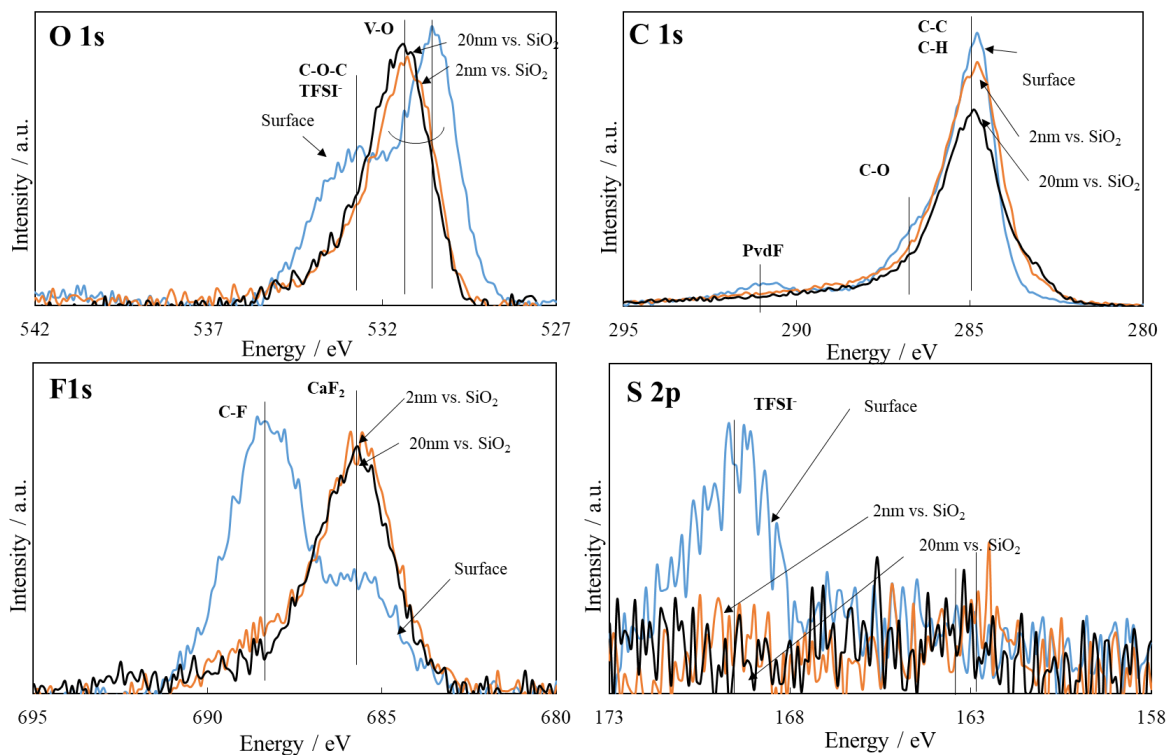 O 1s
V-O
20nm vs. SiO₂
2nm vs. SiO₂
C-O-C
TFSI⁻
Surface
Intensity / a.u.
542
537
532
527
Energy / eV
C 1s
C-C
C-H
Surface
2nm vs. SiO₂
20nm vs. SiO₂
C-O
PvdF
Intensity / a.u.
295
290
285
280
Energy / eV
F1s
CaF₂
C-F
2nm vs. SiO₂
20nm vs. SiO₂
Surface
Intensity / a.u.
695
690
685
680
Energy / eV
S 2p
TFSI⁻
Surface
2nm vs. SiO₂
20nm vs. SiO₂
Intensity / a.u.
173
168
163
158
Energy / eV